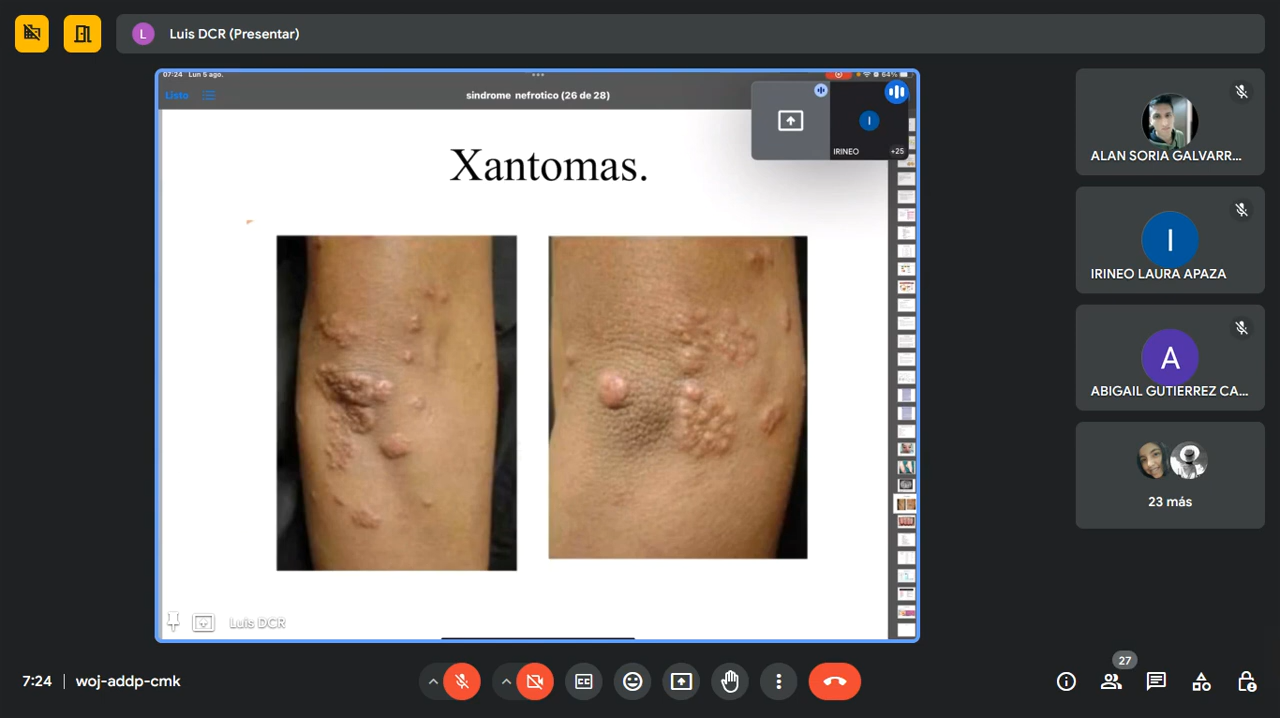 L
Luis DCR (Presentar)
07:24 Lun 5 ago.
64%
Listo
sindrome nefrotico (26 de 28)
I
IRINEO
+25
Xantomas.
Luis DCR
ALAN SORIA GALVARR...
I
IRINEO LAURA APAZA
A
ABIGAIL GUTIERREZ CA...
23 más
7:24
woj-addp-cmk
CC
27